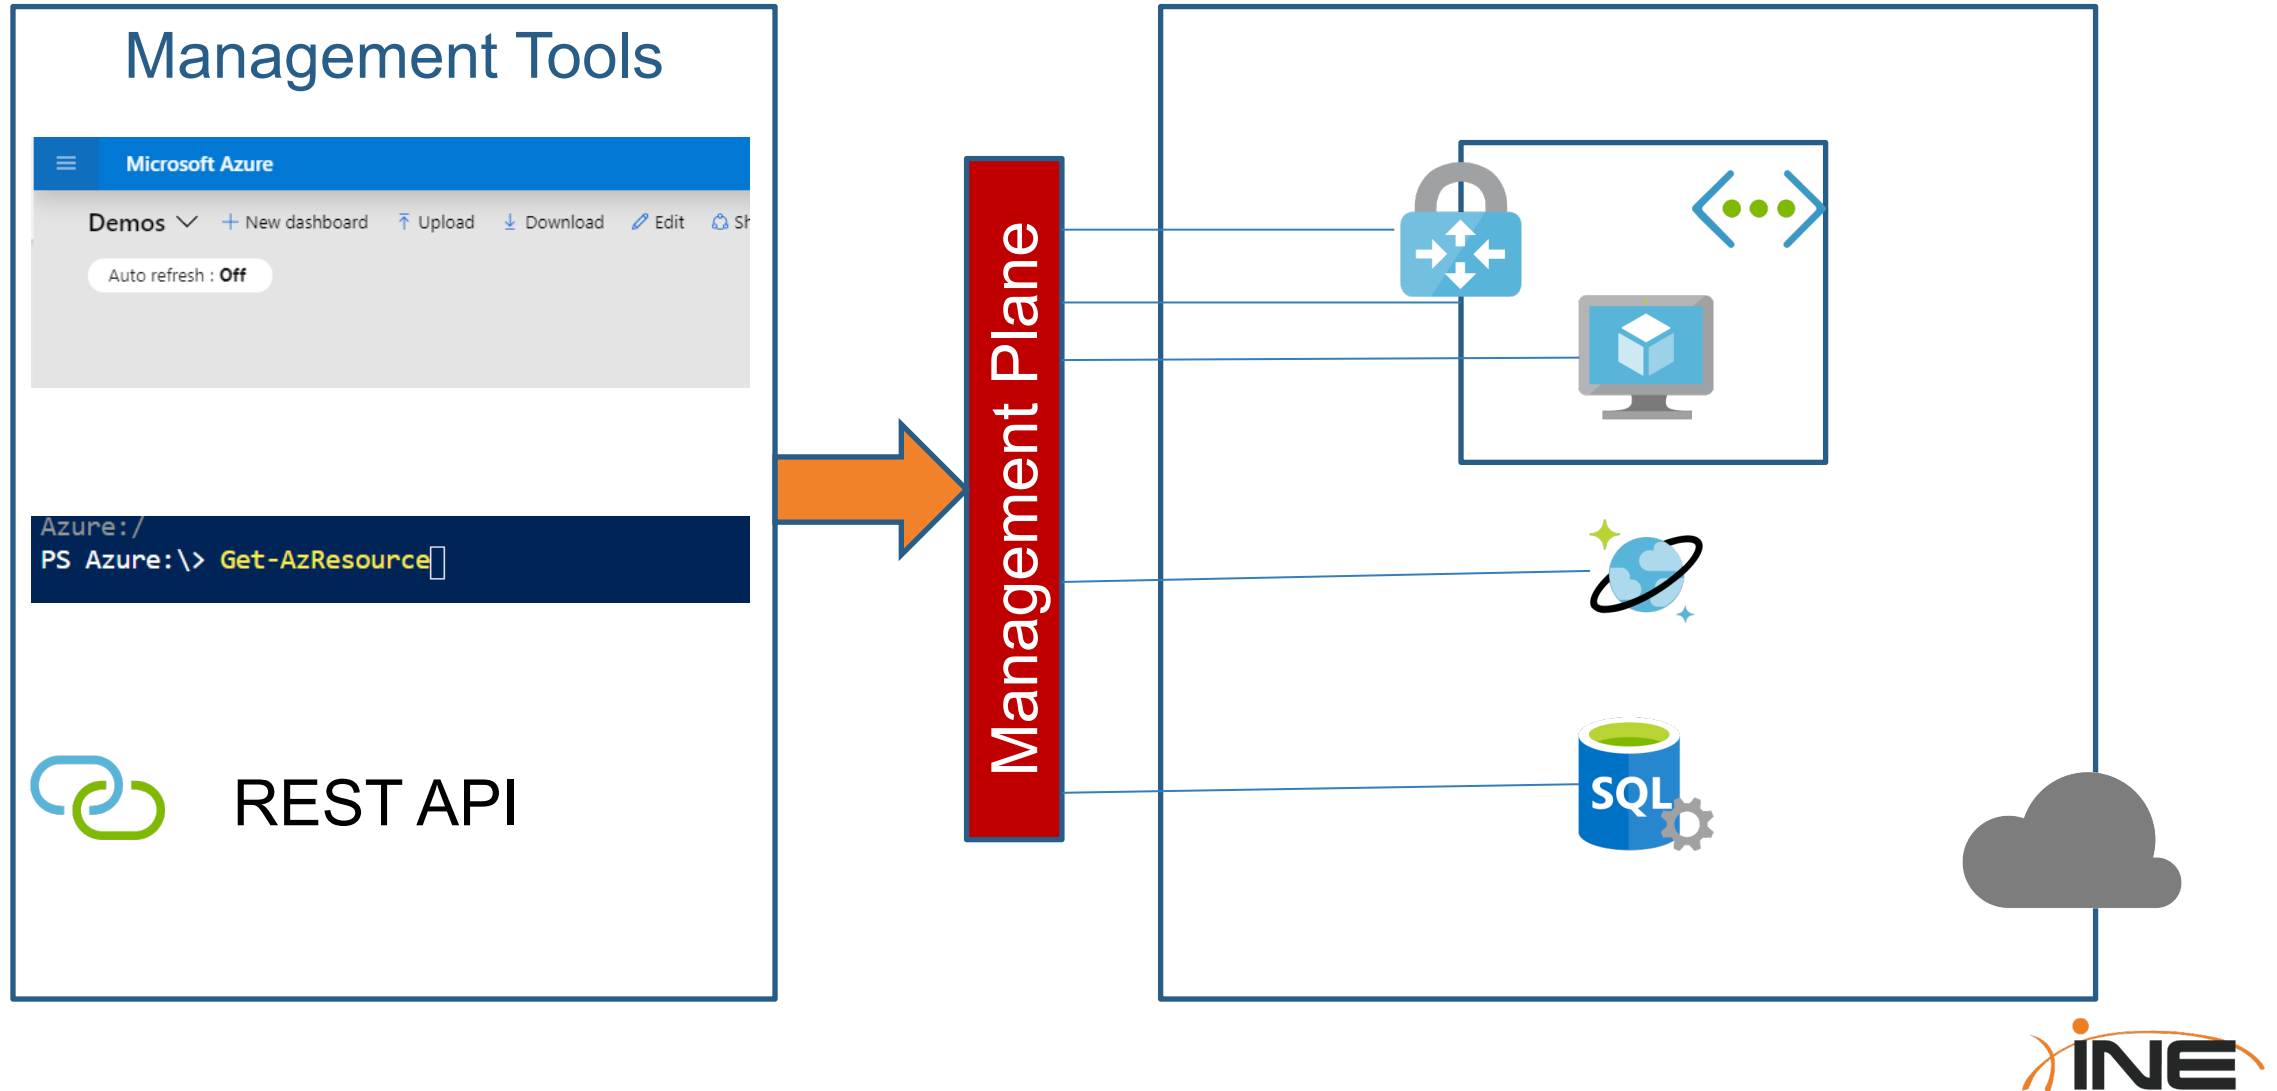 Management Tools
Microsoft Azure
Demos + New dashboard Upload Download Edit Sh
Auto refresh : Off
Azure:/
PS Azure:\> Get-AzResource
REST API
Management Plane
SQL
iNE